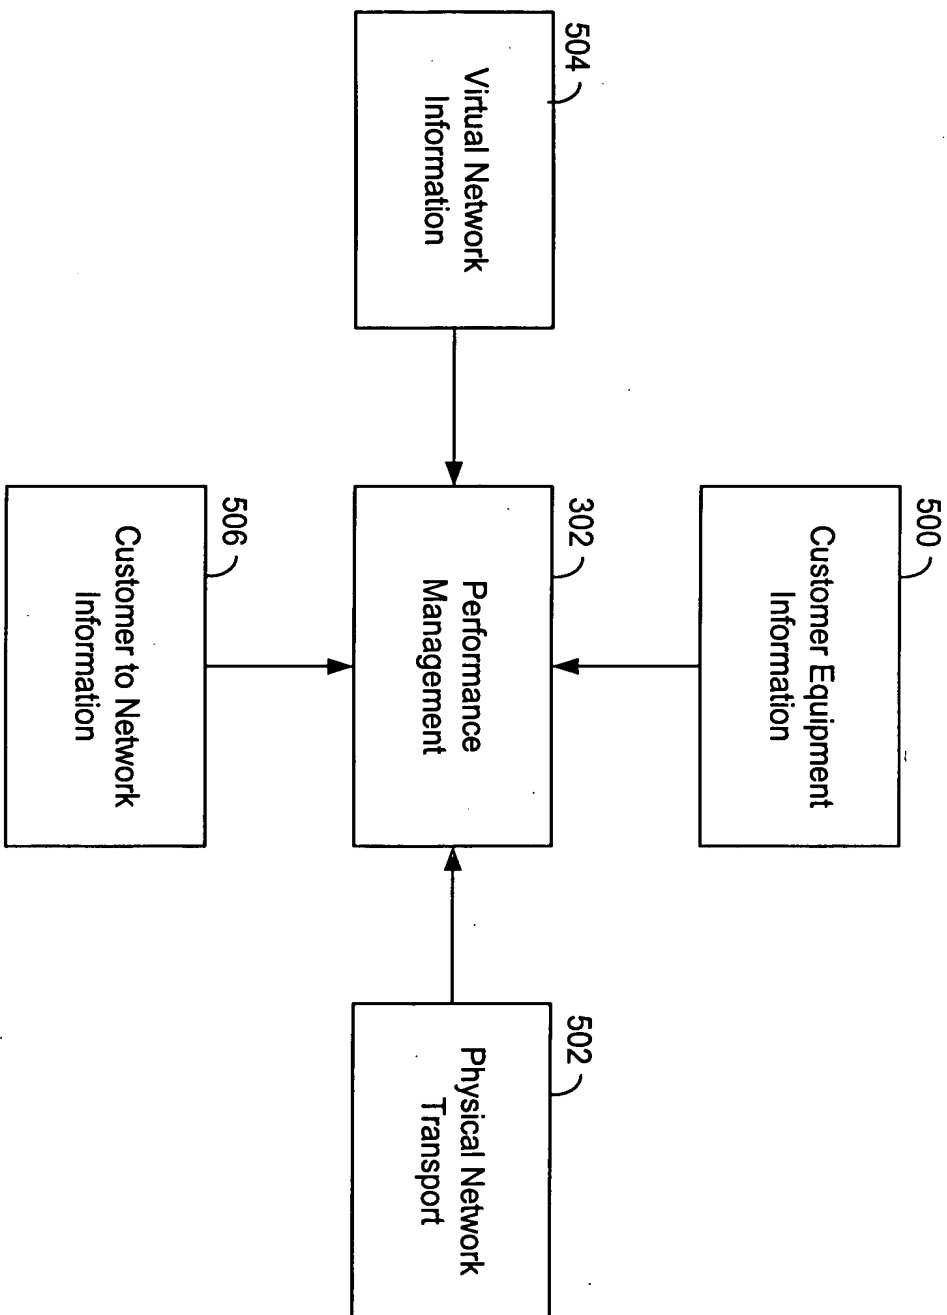 500
Customer Equipment
Information
504
Virtual Network
Information
302
Performance
Management
502
Physical Network
Transport
506
Customer to Network
Information